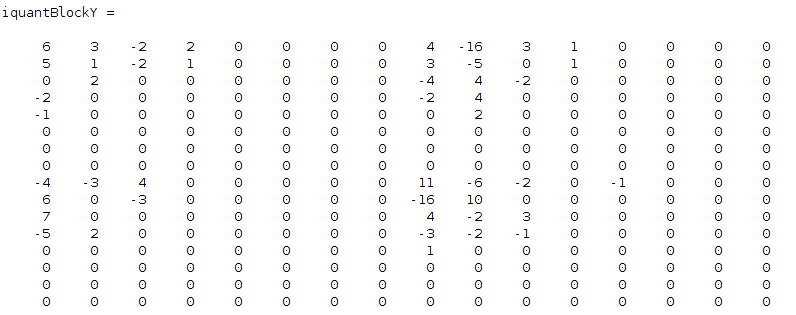 iquantBlockY =
6 3 -2 2 0 0 0 0 4 -16 3 1 0 0 0 0
5 1 -2 1 0 0 0 0 3 -5 0 1 0 0 0 0
0 2 0 0 0 0 0 0 -4 4 -2 0 0 0 0 0
-2 0 0 0 0 0 0 0 -2 4 0 0 0 0 0 0
-1 0 0 0 0 0 0 0 0 2 0 0 0 0 0 0
0 0 0 0 0 0 0 0 0 0 0 0 0 0 0 0
0 0 0 0 0 0 0 0 0 0 0 0 0 0 0 0
0 0 0 0 0 0 0 0 0 0 0 0 0 0 0 0
-4 -3 4 0 0 0 0 0 11 -6 -2 0 -1 0 0 0
6 0 -3 0 0 0 0 0 -16 10 0 0 0 0 0 0
7 0 0 0 0 0 0 0 4 -2 3 0 0 0 0 0
-5 2 0 0 0 0 0 0 -3 -2 -1 0 0 0 0 0
0 0 0 0 0 0 0 0 1 0 0 0 0 0 0 0
0 0 0 0 0 0 0 0 0 0 0 0 0 0 0 0
0 0 0 0 0 0 0 0 0 0 0 0 0 0 0 0
0 0 0 0 0 0 0 0 0 0 0 0 0 0 0 0